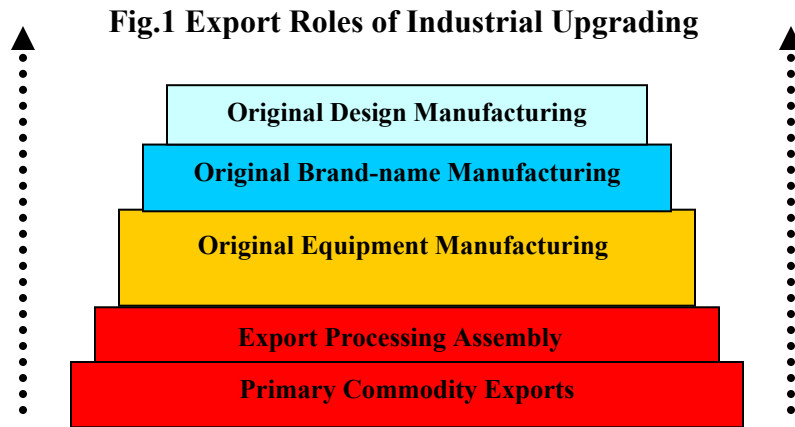 Fig.1 Export Roles of Industrial Upgrading
Original Design Manufacturing
Original Brand-name Manufacturing
Original Equipment Manufacturing
Export Processing Assembly
Primary Commodity Exports